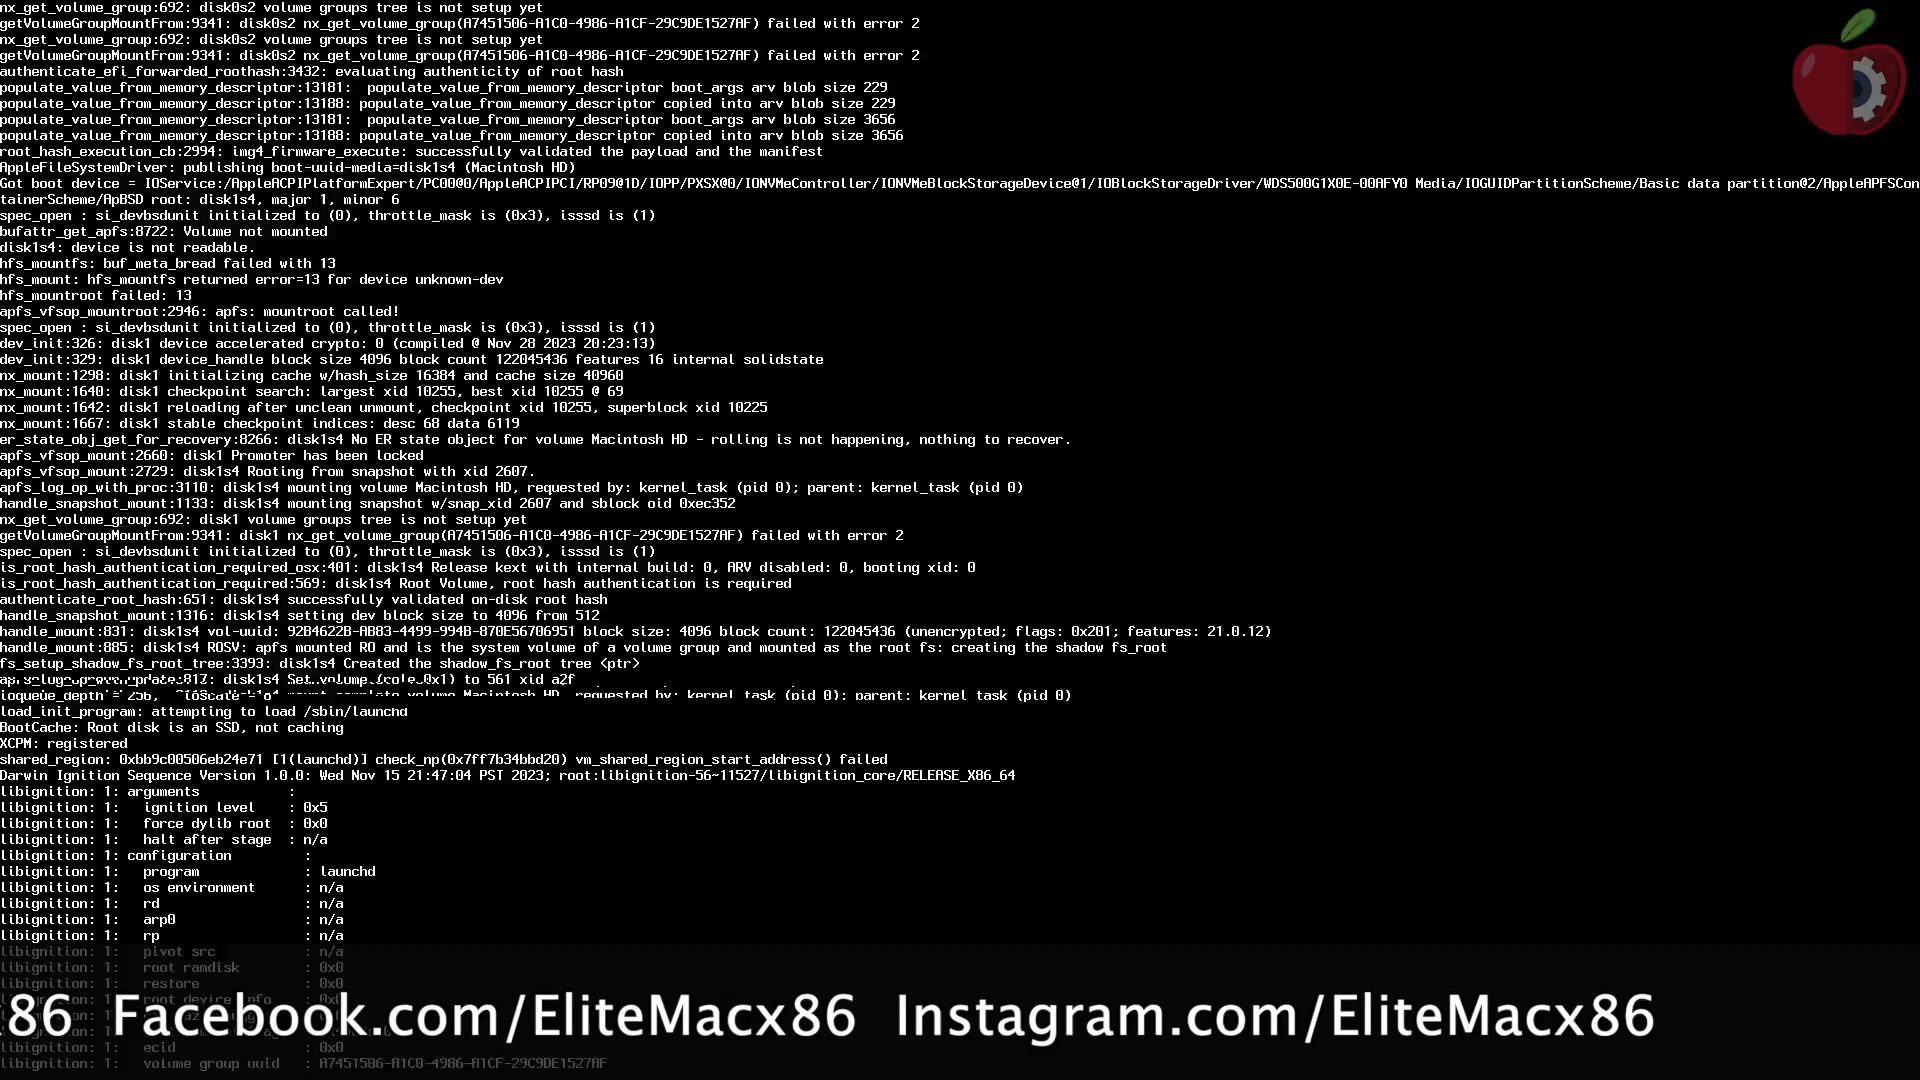 nx_get_volume_group:692: disk0s2 volume groups tree is not setup yet
getVolumeGroupMountFrom:9341: disk0s2 nx_get_volume_group(A7451506-A1C0-4986-A1CF-29C9DE1527AF) failed with error 2
nx_get_volume_group:692: disk0s2 volume groups tree is not setup yet
getVolumeGroupMountFrom:9341: disk0s2 nx_get_volume_group(A7451506-A1C0-4986-A1CF-29C9DE1527AF) failed with error 2
authenticate_efi_forwarded_roothash:3432: evaluating authenticity of root hash
populate_value_from_memory_descriptor:13181:  populate_value_from_memory_descriptor boot_args arv blob size 229
populate_value_from_memory_descriptor:13188: populate_value_from_memory_descriptor copied into arv blob size 229
populate_value_from_memory_descriptor:13181:  populate_value_from_memory_descriptor boot_args arv blob size 3656
populate_value_from_memory_descriptor:13188: populate_value_from_memory_descriptor copied into arv blob size 3656
root_hash_execution_cb:2994: img4_firmware_execute: successfully validated the payload and the manifest
AppleFileSystemDriver: publishing boot-uuid-media=disk1s4 (Macintosh HD)
Got boot device = IOService:/AppleACPIPlatformExpert/PC00@0/AppleACPIPCI/RP09@1D/IOPP/PXSX@0/IONVMeController/IONVMeBlockStorageDevice@1/IOBlockStorageDriver/WDS500G1X0E-00AFY0 Media/IOGUIDPartitionScheme/Basic data partition@2/AppleAPFSCon
tainerScheme/ApBSD root: disk1s4, major 1, minor 6
spec_open : si_devbsdunit initialized to (0), throttle_mask is (0x3), isssd is (1)
bufattr_get_apfs:8722: Volume not mounted
disk1s4: device is not readable.
hfs_mountfs: buf_meta_bread failed with 13
hfs_mount: hfs_mountfs returned error=13 for device unknown-dev
hfs_mountroot failed: 13
apfs_vfsop_mountroot:2946: apfs: mountroot called!
spec_open : si_devbsdunit initialized to (0), throttle_mask is (0x3), isssd is (1)
dev_init:326: disk1 device accelerated crypto: 0 (compiled @ Nov 28 2023 20:23:13)
dev_init:329: disk1 device_handle block size 4096 block count 122045436 features 16 internal solidstate
nx_mount:1298: disk1 initializing cache w/hash_size 16384 and cache size 40960
nx_mount:1640: disk1 checkpoint search: largest xid 10255, best xid 10255 @ 69
nx_mount:1642: disk1 reloading after unclean unmount, checkpoint xid 10255, superblock xid 10225
nx_mount:1667: disk1 stable checkpoint indices: desc 68 data 6119
er_state_obj_get_for_recovery:8266: disk1s4 No ER state object for volume Macintosh HD - rolling is not happening, nothing to recover.
apfs_vfsop_mount:2660: disk1 Promoter has been locked
apfs_vfsop_mount:2729: disk1s4 Rooting from snapshot with xid 2607.
apfs_log_op_with_proc:3110: disk1s4 mounting volume Macintosh HD, requested by: kernel_task (pid 0); parent: kernel_task (pid 0)
handle_snapshot_mount:1133: disk1s4 mounting snapshot w/snap_xid 2607 and sblock oid 0xec352
nx_get_volume_group:692: disk1 volume groups tree is not setup yet
getVolumeGroupMountFrom:9341: disk1 nx_get_volume_group(A7451506-A1C0-4986-A1CF-29C9DE1527AF) failed with error 2
spec_open : si_devbsdunit initialized to (0), throttle_mask is (0x3), isssd is (1)
is_root_hash_authentication_required_osx:401: disk1s4 Release kext with internal build: 0, ARV disabled: 0, booting xid: 0
is_root_hash_authentication_required:569: disk1s4 Root Volume, root hash authentication is required
authenticate_root_hash:651: disk1s4 successfully validated on-disk root hash
handle_snapshot_mount:1316: disk1s4 setting dev block size to 4096 from 512
handle_mount:831: disk1s4 vol-uuid: 92B4622B-AB83-4499-994B-870E56706951 block size: 4096 block count: 122045436 (unencrypted; flags: 0x201; features: 21.0.12)
handle_mount:885: disk1s4 ROSV: apfs mounted RO and is the system volume of a volume group and mounted as the root fs: creating the shadow fs_root
fs_setup_shadow_fs_root_tree:3393: disk1s4 Created the shadow_fs_root tree <ptr>
disk1s4 Set to 561 xid a2f
mount complete volume Macintosh HD, requested by: kernel_task (pid 0); parent: kernel_task (pid 0)
load_init_program: attempting to load /sbin/launchd
BootCache: Root disk is an SSD, not caching
XCPM: registered
shared_region: 0xbb9c00506eb24e71 [1(launchd)] check_np(0x7ff7b34bbd20) vm_shared_region_start_address() failed
Darwin Ignition Sequence Version 1.0.0: Wed Nov 15 21:47:04 PST 2023; root:libignition-56~11527/libignition_core/RELEASE_X86_64
libignition: 1: arguments           :
libignition: 1:   ignition level    : 0x5
libignition: 1:   force dylib root  : 0x0
libignition: 1:   halt after stage  : n/a
libignition: 1: configuration         :
libignition: 1:   program             : launchd
libignition: 1:   os environment      : n/a
libignition: 1:   rd                  : n/a
libignition: 1:   arp0                : n/a
libignition: 1:   rp                  : n/a
libignition: 1:   pivot src           : n/a
libignition: 1:   root ramdisk        : 0x0
libignition: 1:   restore             : 0x0
86 Facebook.com/EliteMacx86 Instagram.com/EliteMacx86
libignition: 1:   ecid                : 0x0
libignition: 1:   volume group uuid   : A7451506-A1C0-4986-A1CF-29C9DE1527AF